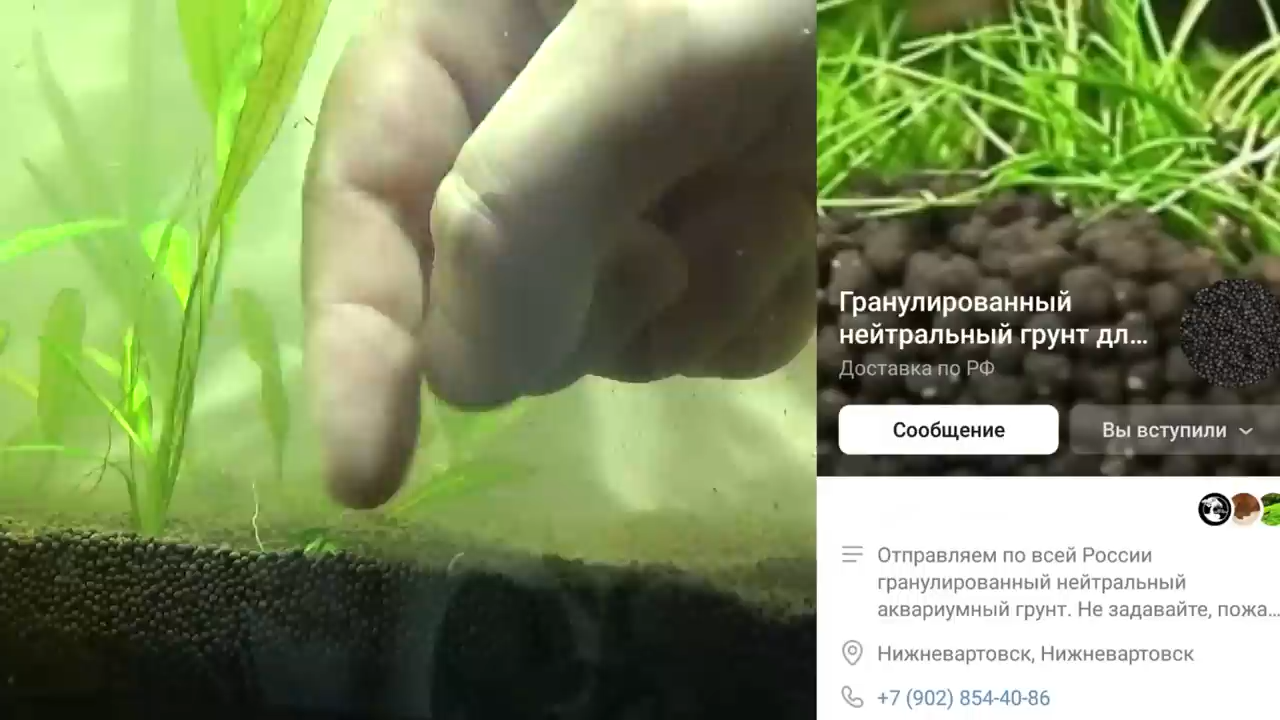 Гранулированный
нейтральный грунт дл...
Доставка по РФ
Сообщение
Вы вступили
Отправляем по всей России
гранулированный нейтральный
аквариумный грунт. Не задавайте, пожа...
Нижневартовск, Нижневартовск
+7 (902) 854-40-86